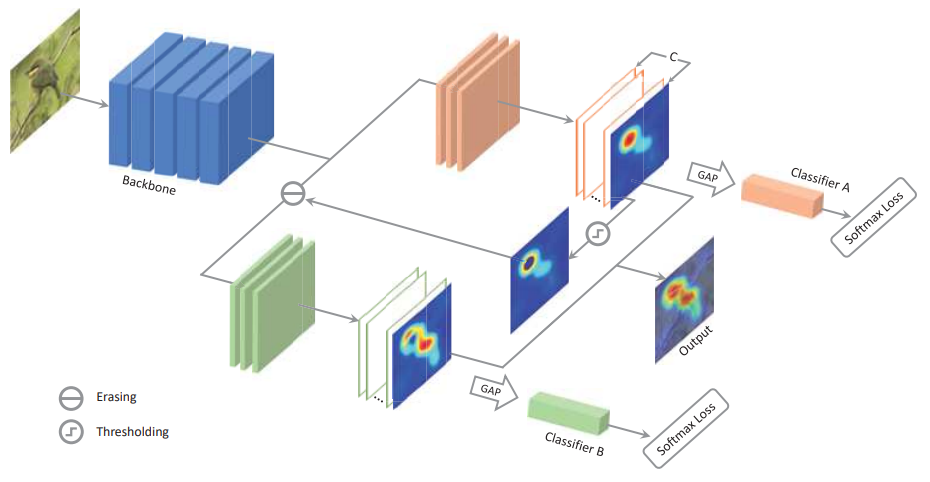 C
Backbone
GAP
Classifier A
Softmax Loss
Output
GAP
Classifier B
Softmax Loss
Erasing
Thresholding
...
...